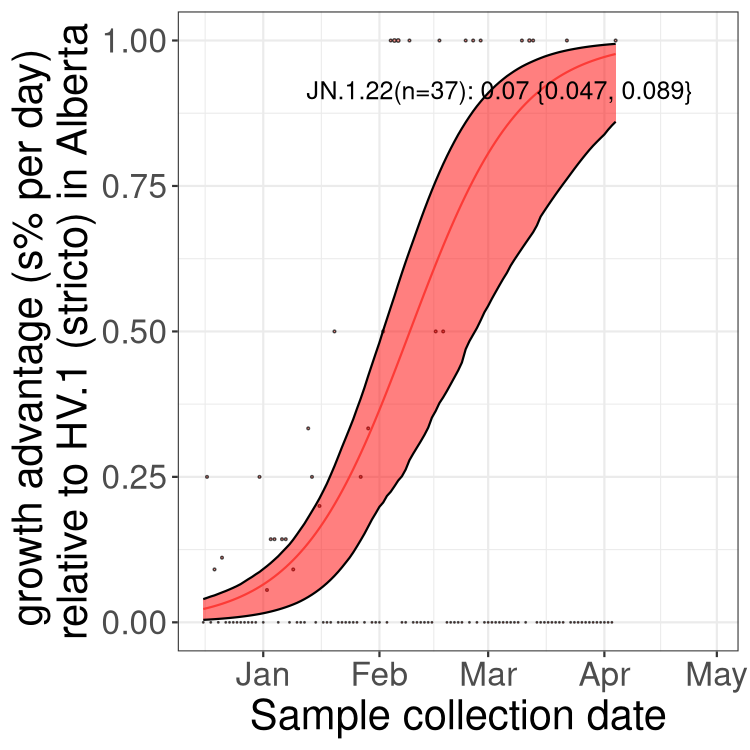 growth advantage (s% per day)
relative to HV.1 (stricto) in Alberta
1.00
JN.1.22(n=37): 0.07 {0.047, 0.089}
0.75
0.50
0.25
0.00
Jan Feb Mar Apr May
Sample collection date